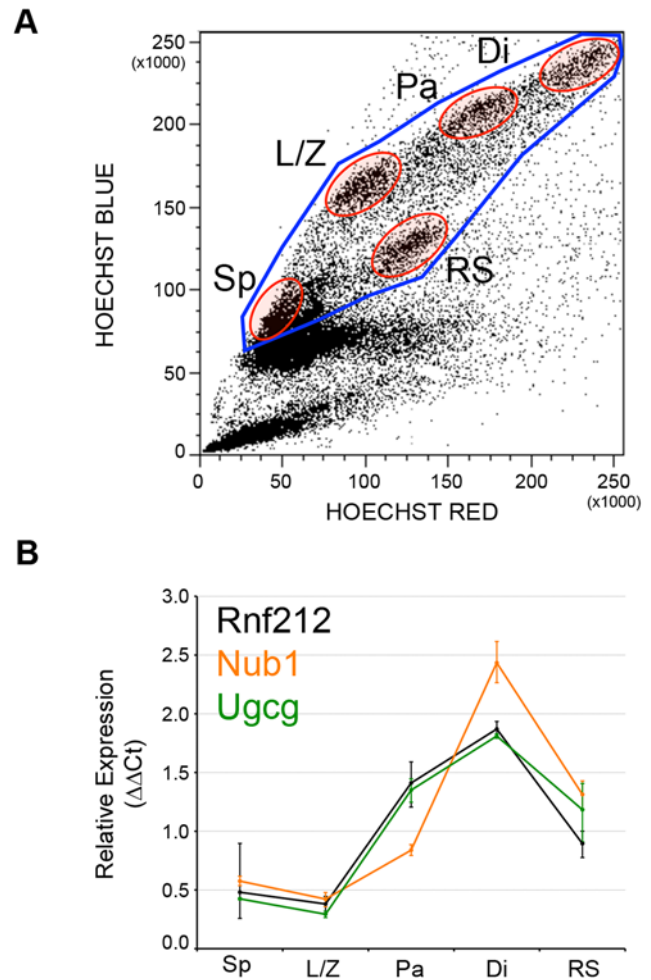 A
250
(x1000)
200
150
100
50
0
HOECHST BLUE
Di
Pa
L/Z
Sp
RS
0 50 100 150 200 250
(x1000)
HOECHST RED
B
3.0
2.5
2.0
1.5
1.0
0.5
0.0
Relative Expression
(ΔΔCt)
Rnf212
Nub1
Ugcg
Sp L/Z Pa Di RS